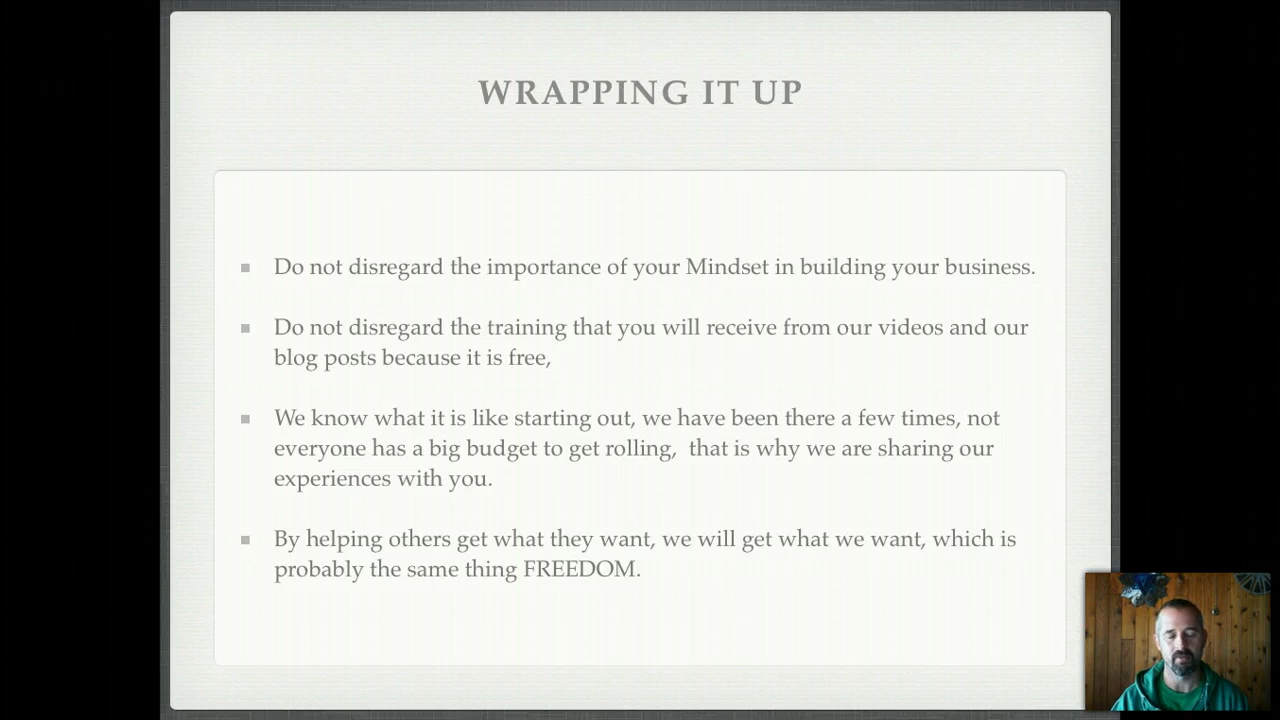 WRAPPING IT UP
Do not disregard the importance of your Mindset in building your business.
Do not disregard the training that you will receive from our videos and our
blog posts because it is free,
We know what it is like starting out, we have been there a few times, not
everyone has a big budget to get rolling,  that is why we are sharing our
experiences with you.
By helping others get what they want, we will get what we want, which is
probably the same thing FREEDOM.